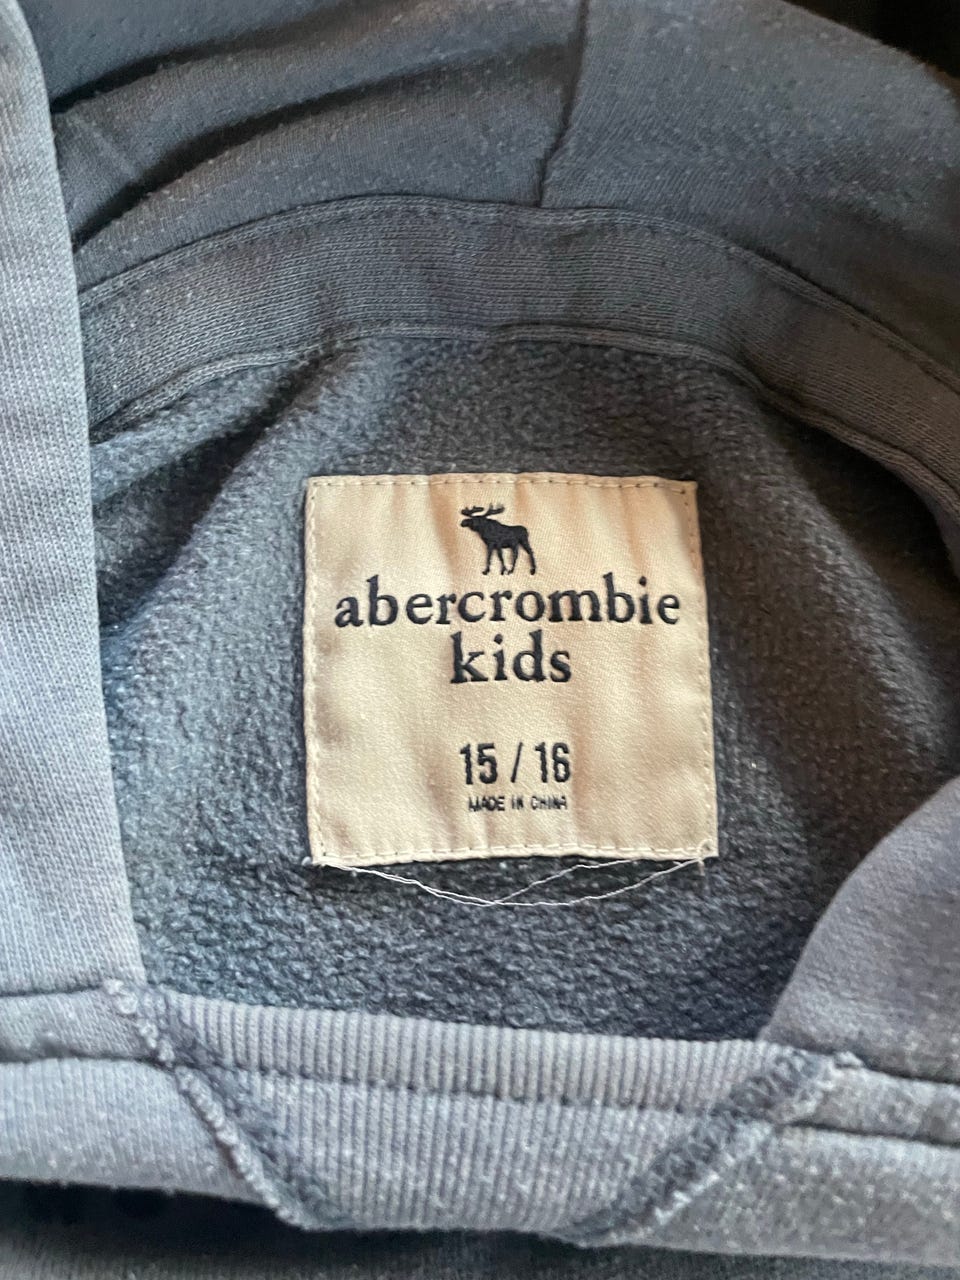 abercrombie
kids
15 / 16
MADE IN CHINA